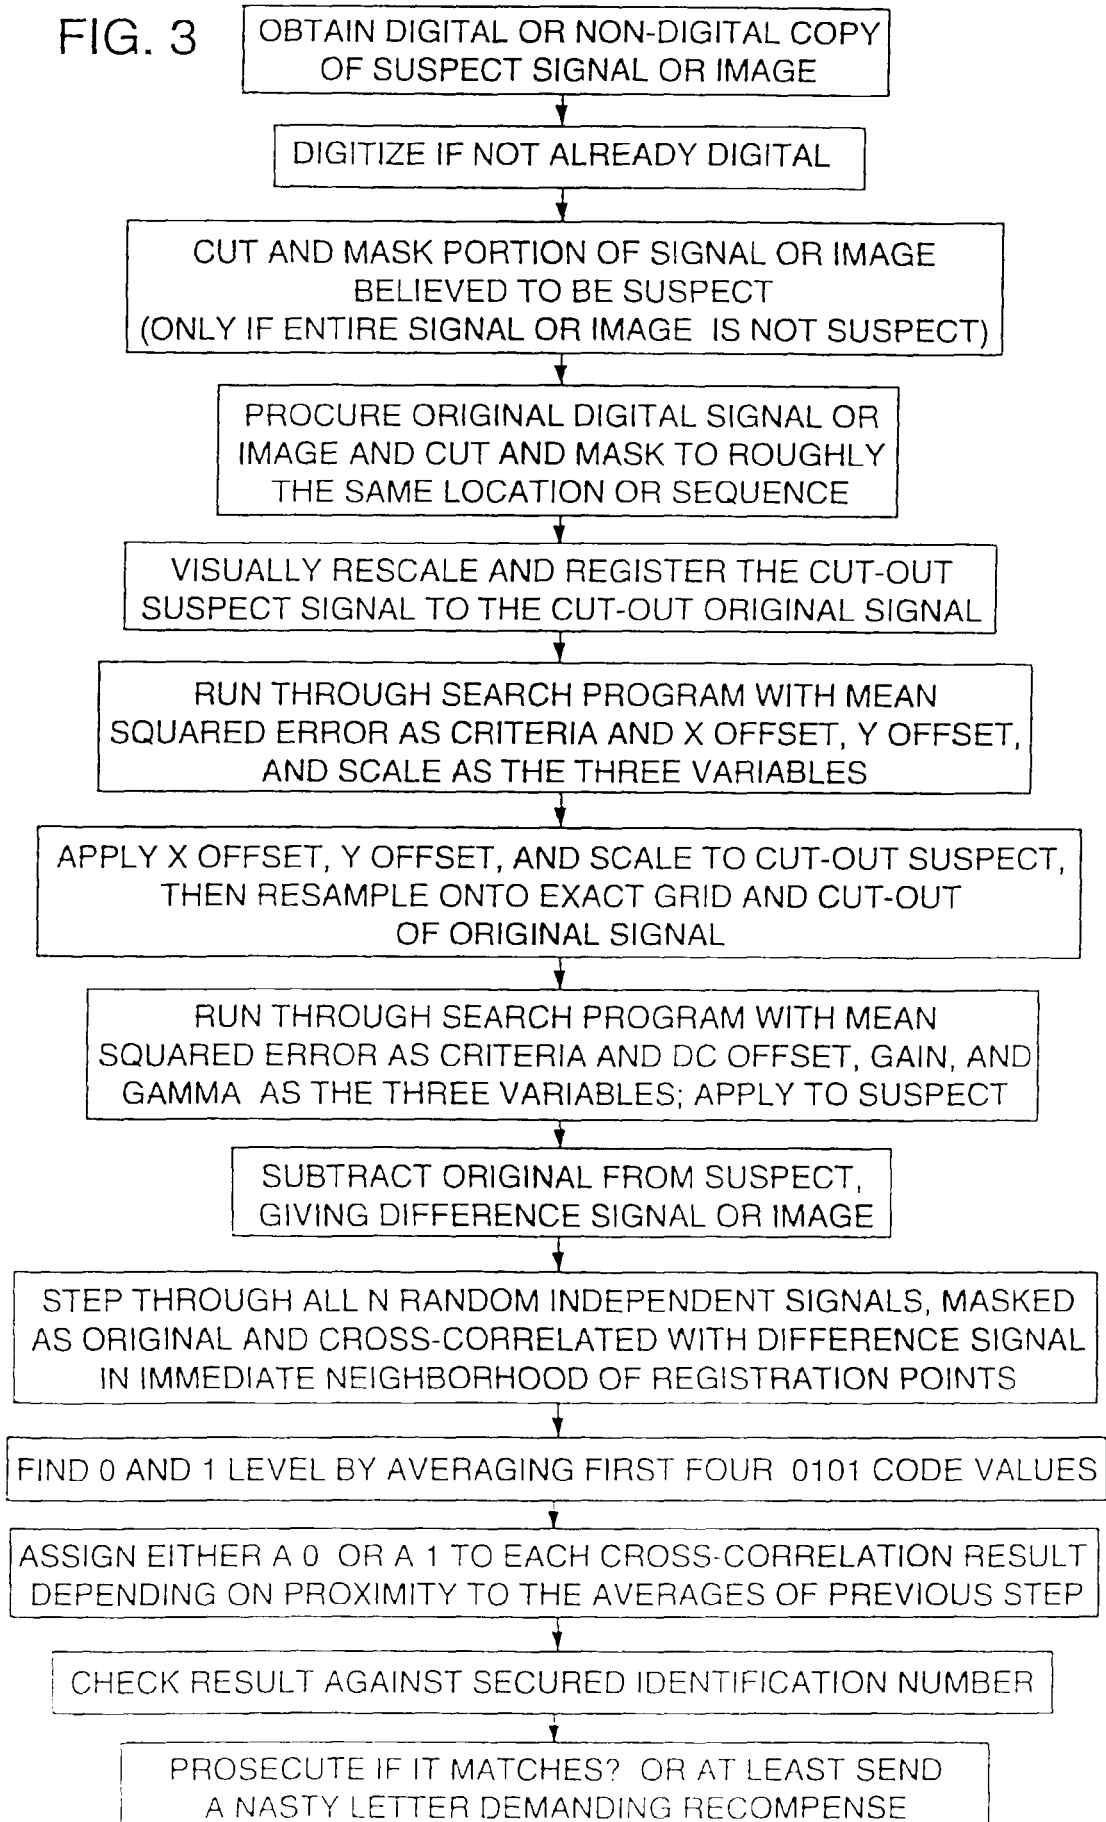 FIG. 3
OBTAIN DIGITAL OR NON-DIGITAL COPY
OF SUSPECT SIGNAL OR IMAGE
DIGITIZE IF NOT ALREADY DIGITAL
CUT AND MASK PORTION OF SIGNAL OR IMAGE
BELIEVED TO BE SUSPECT
(ONLY IF ENTIRE SIGNAL OR IMAGE IS NOT SUSPECT)
PROCURE ORIGINAL DIGITAL SIGNAL OR
IMAGE AND CUT AND MASK TO ROUGHLY
THE SAME LOCATION OR SEQUENCE
VISUALLY RESCALE AND REGISTER THE CUT-OUT
SUSPECT SIGNAL TO THE CUT-OUT ORIGINAL SIGNAL
RUN THROUGH SEARCH PROGRAM WITH MEAN
SQUARED ERROR AS CRITERIA AND X OFFSET, Y OFFSET,
AND SCALE AS THE THREE VARIABLES
APPLY X OFFSET, Y OFFSET, AND SCALE TO CUT-OUT SUSPECT,
THEN RESAMPLE ONTO EXACT GRID AND CUT-OUT
OF ORIGINAL SIGNAL
RUN THROUGH SEARCH PROGRAM WITH MEAN
SQUARED ERROR AS CRITERIA AND DC OFFSET, GAIN, AND
GAMMA AS THE THREE VARIABLES; APPLY TO SUSPECT
SUBTRACT ORIGINAL FROM SUSPECT,
GIVING DIFFERENCE SIGNAL OR IMAGE
STEP THROUGH ALL N RANDOM INDEPENDENT SIGNALS, MASKED
AS ORIGINAL AND CROSS-CORRELATED WITH DIFFERENCE SIGNAL
IN IMMEDIATE NEIGHBORHOOD OF REGISTRATION POINTS
FIND 0 AND 1 LEVEL BY AVERAGING FIRST FOUR 0101 CODE VALUES
ASSIGN EITHER A 0 OR A 1 TO EACH CROSS-CORRELATION RESULT
DEPENDING ON PROXIMITY TO THE AVERAGES OF PREVIOUS STEP
CHECK RESULT AGAINST SECURED IDENTIFICATION NUMBER
PROSECUTE IF IT MATCHES? OR AT LEAST SEND
A NASTY LETTER DEMANDING RECOMPENSE